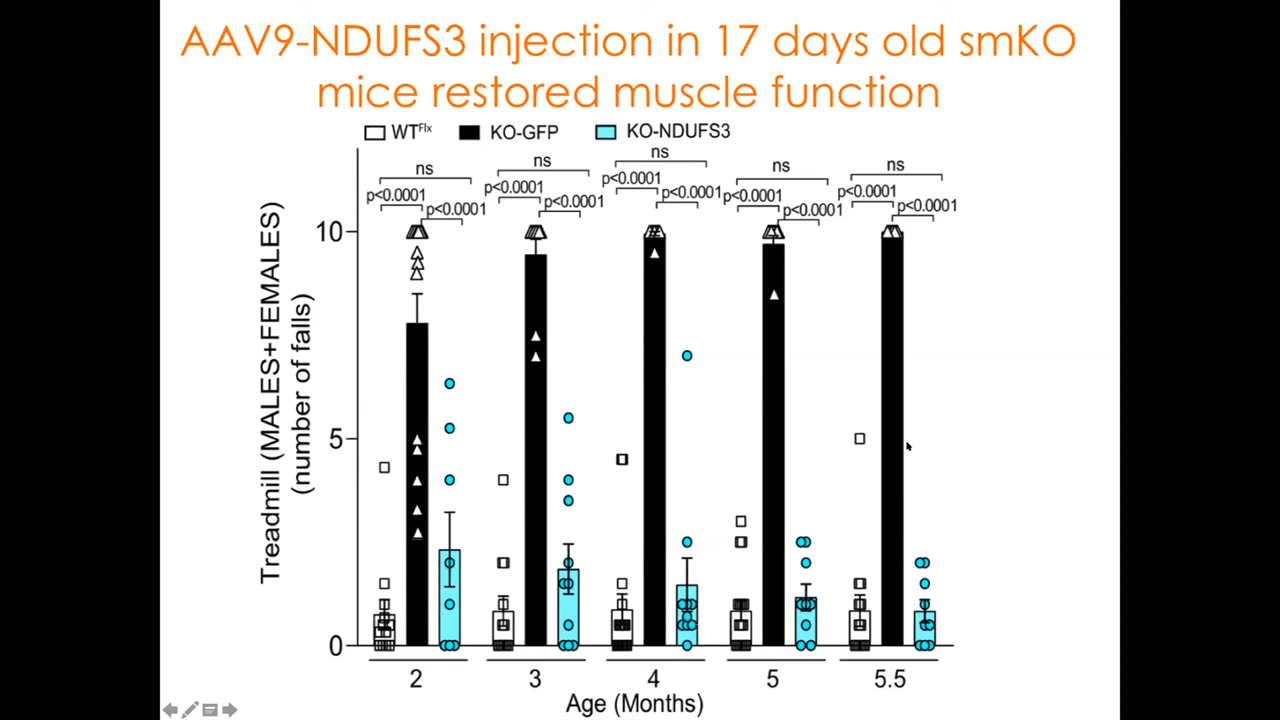 AAV9-NDUFS3 injection in 17 days old smKO
mice restored muscle function
WTFlx KO-GFP KO-NDUFS3
ns ns ns ns ns
p<0.0001 p<0.0001 p<0.0001 p<0.0001 p<0.0001
p<0.0001 p<0.0001 p<0.0001 p<0.0001 p<0.0001
Treadmill (MALES+FEMALES)
(number of falls)
10
5
0
2 3 4 5 5.5
Age (Months)